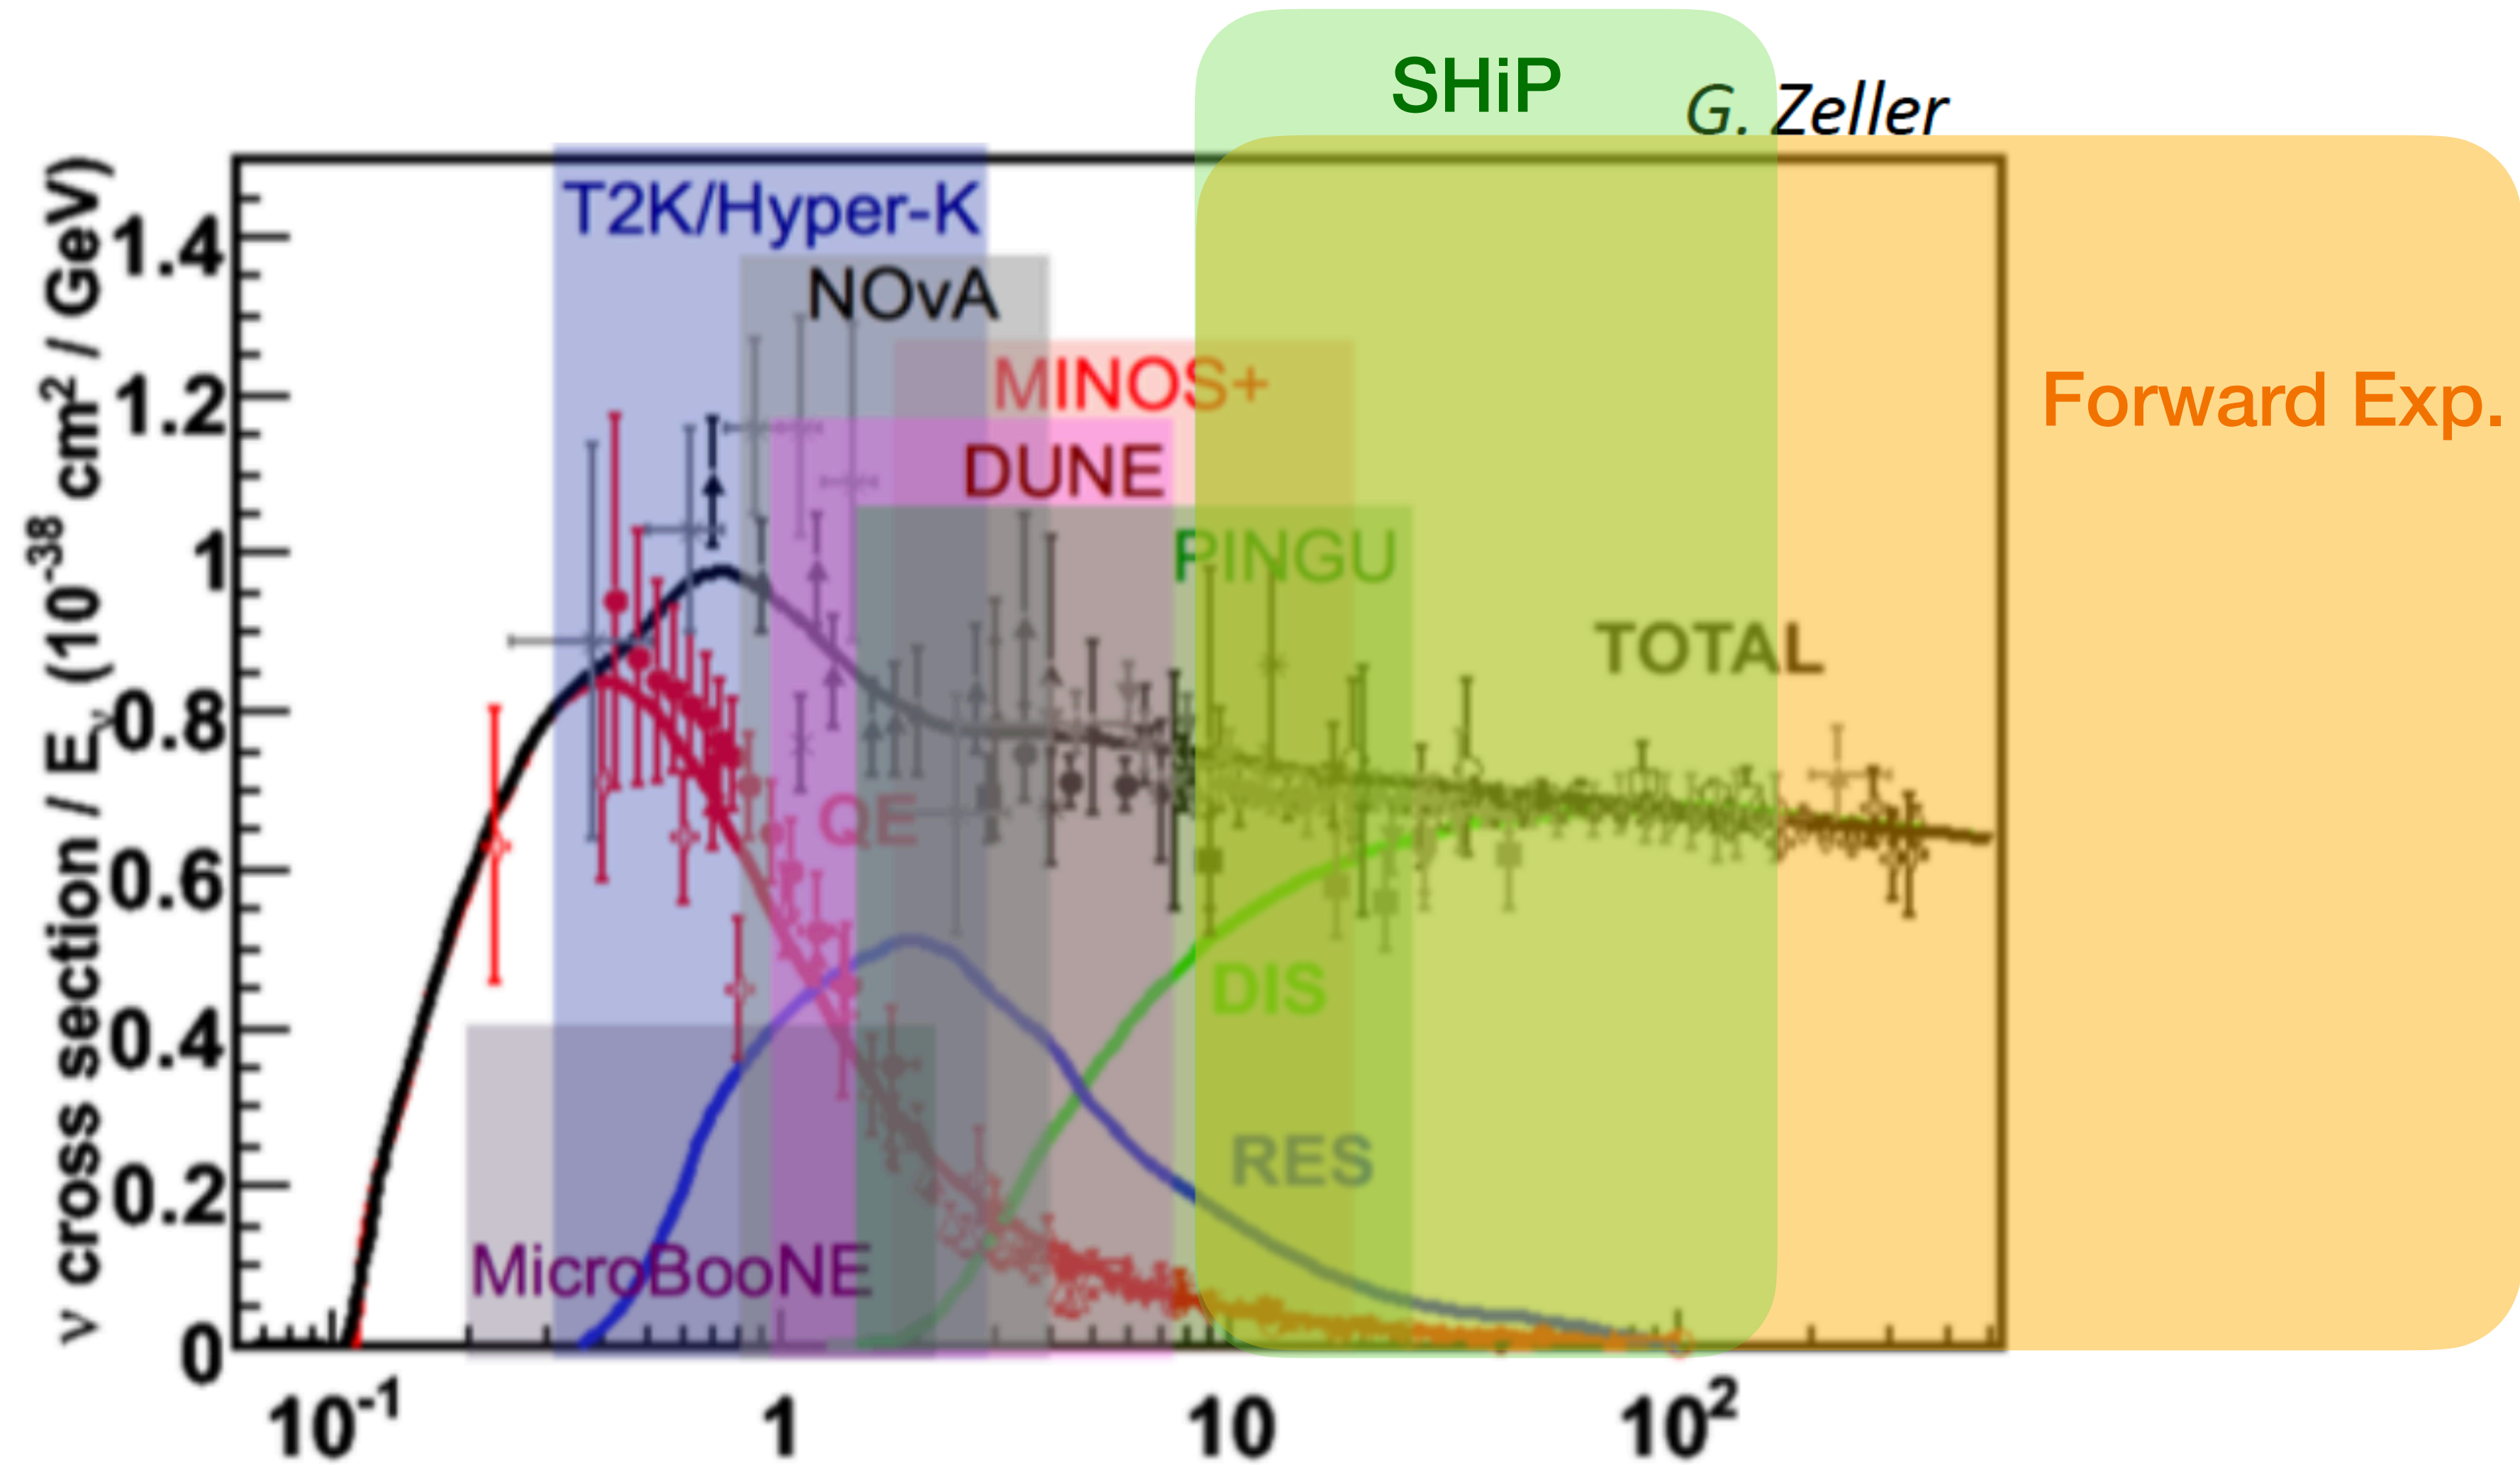 SHiP
G. Zeller
T2K/Hyper-K
NOvA
MINOS+
DUNE
PINGU
Forward Exp.
TOTAL
QE
DIS
RES
MicroBooNE
ν cross section / Eν (10⁻³⁸ cm² / GeV)
1.4
1.2
1
0.8
0.6
0.4
0.2
0
10⁻¹
1
10
10²